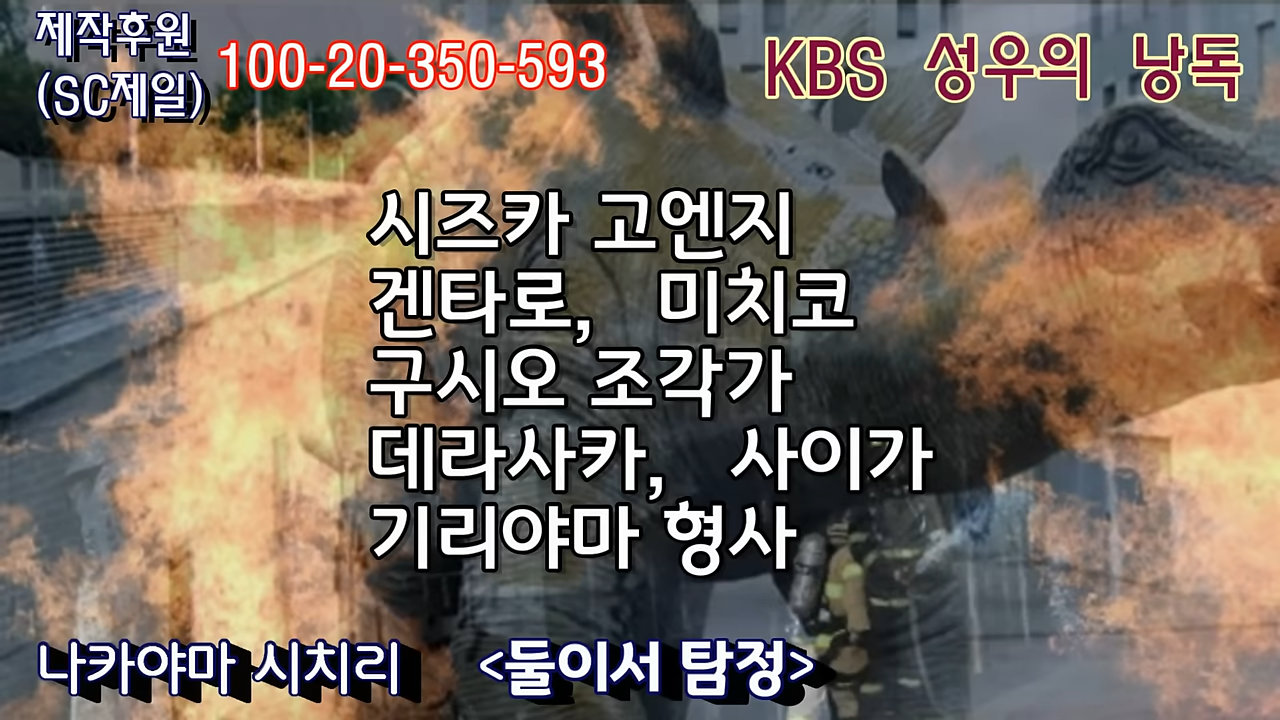 제작후원
(SC제일)
100-20-350-593
KBS 성우의 낭독
시즈카 고엔지
겐타로, 미치코
구시오 조각가
데라사카, 사이가
기리야마 형사
나카야마 시치리 <둘이서 탐정>